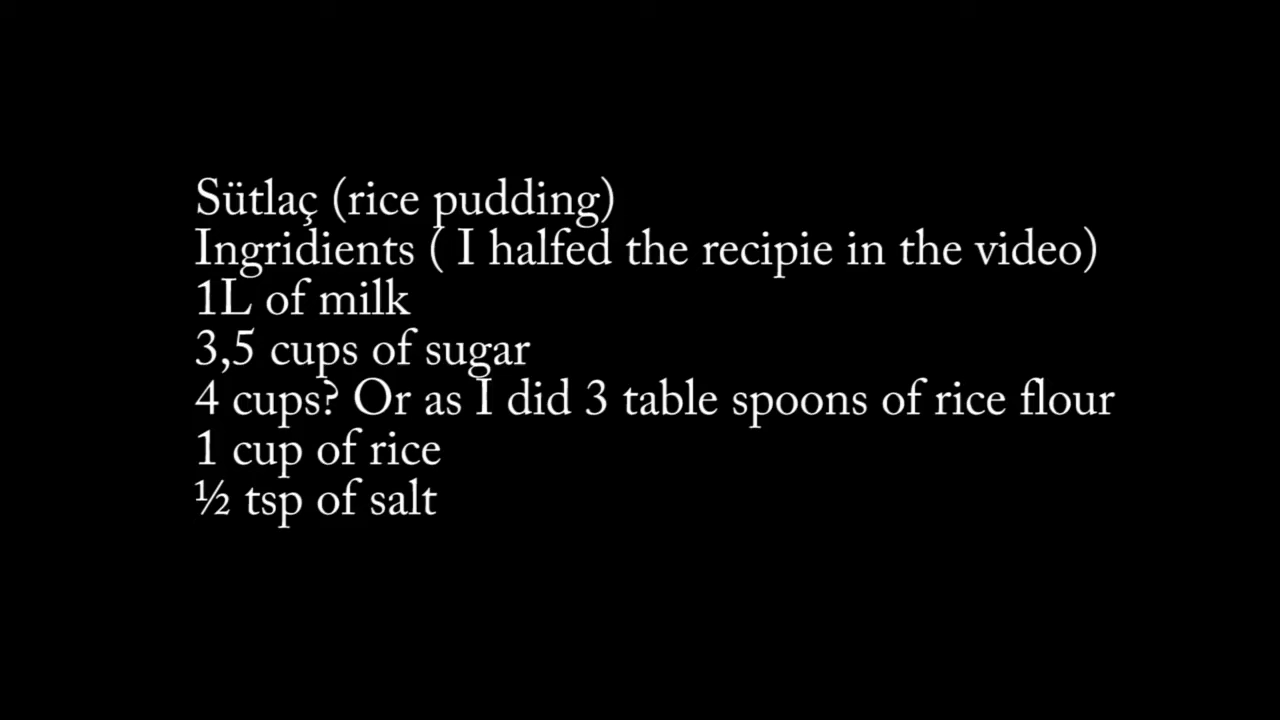 Sütlaç (rice pudding)
Ingridients ( I halfed the recipie in the video)
1L of milk
3,5 cups of sugar
4 cups? Or as I did 3 table spoons of rice flour
1 cup of rice
½ tsp of salt